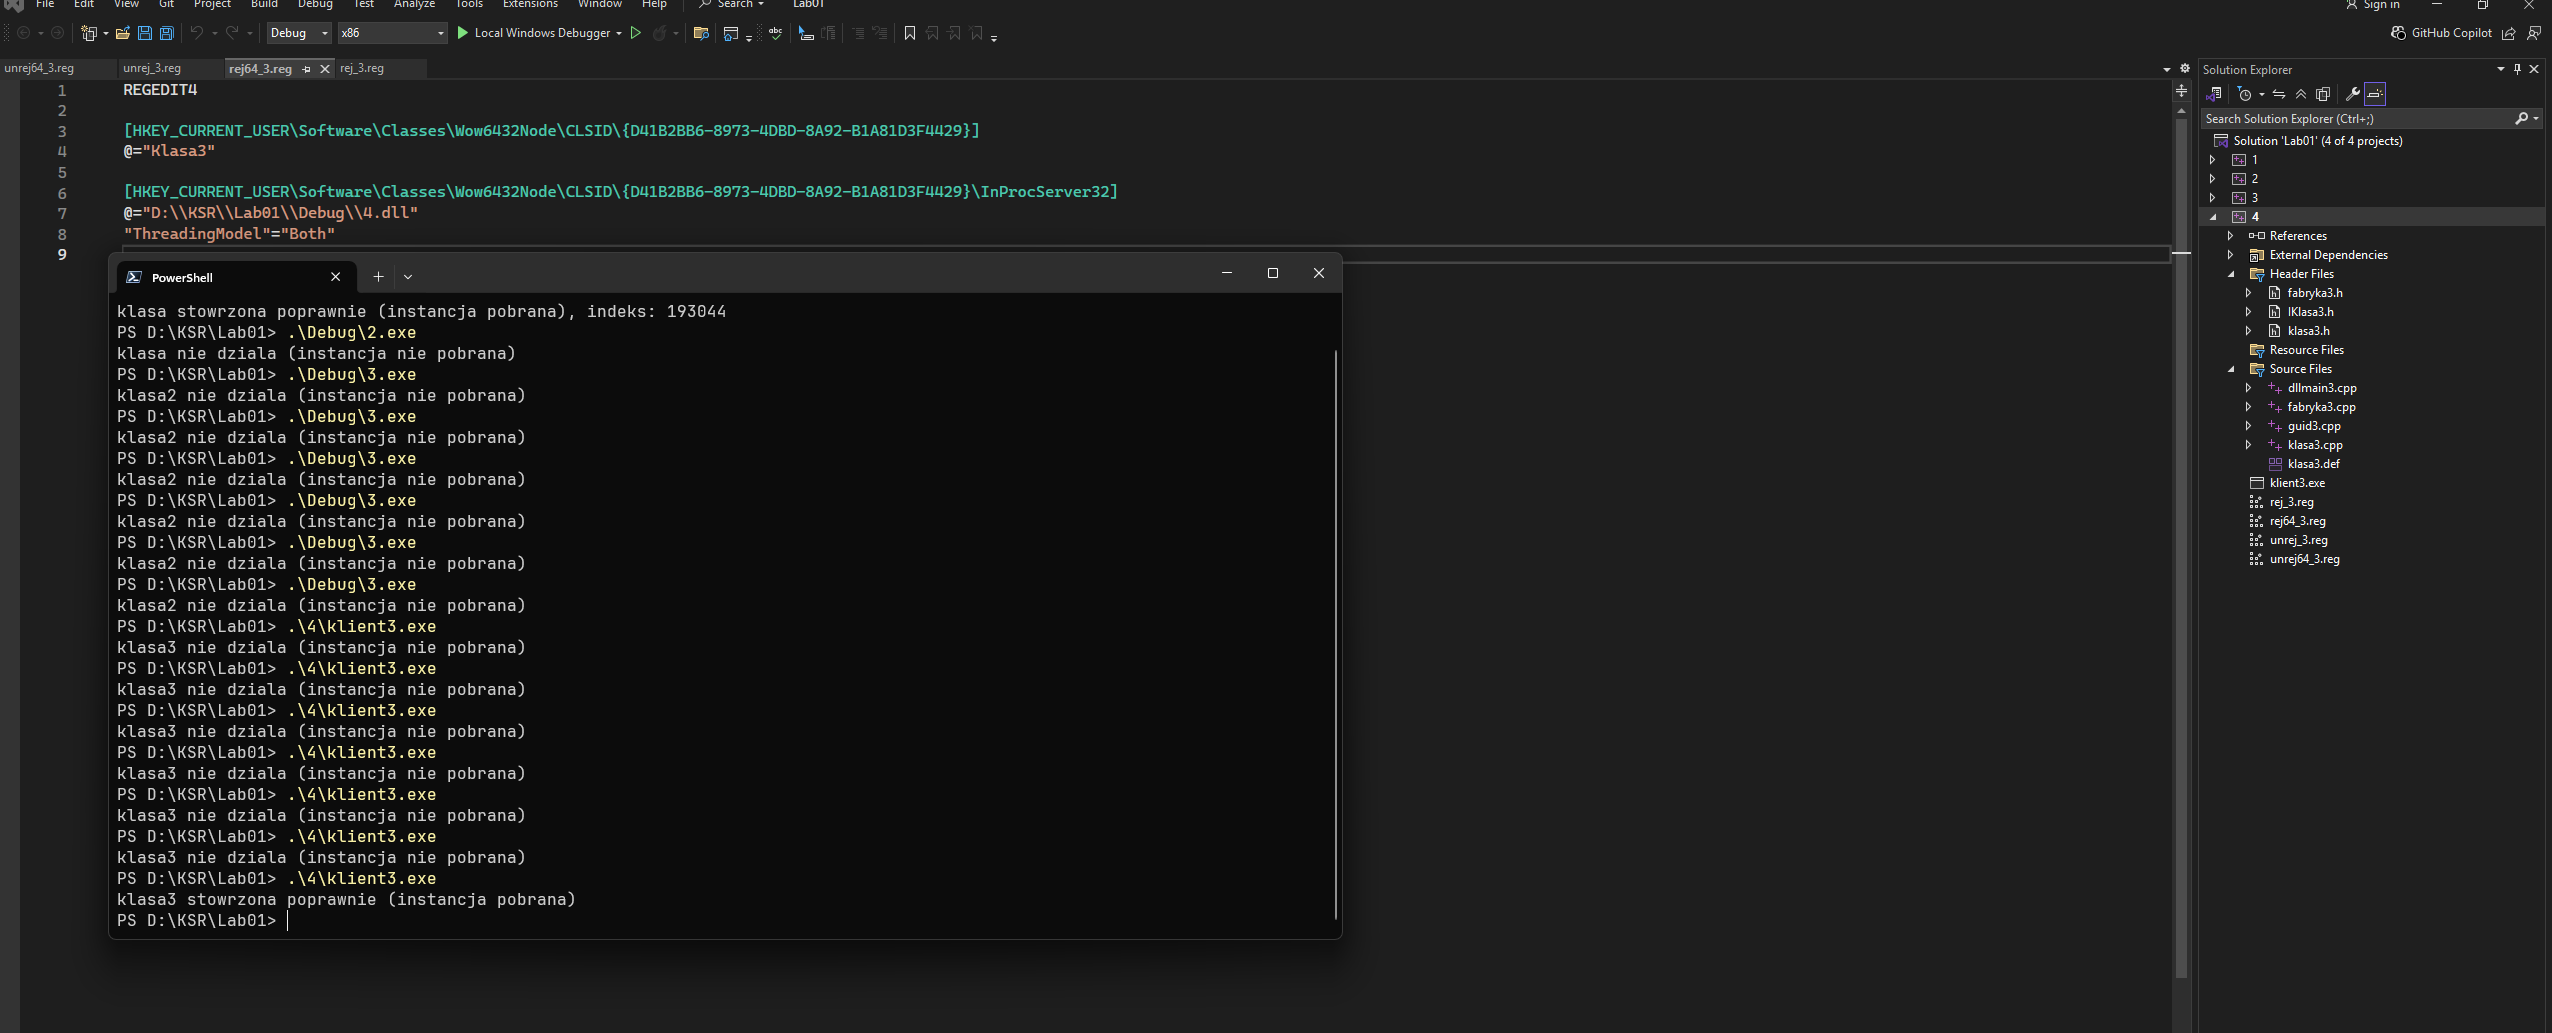 File Edit View Git Project Build Debug Test Analyze Tools Extensions Window Help Search Lab01 Sign in
Debug x86 Local Windows Debugger GitHub Copilot
unrej64_3.reg unrej_3.reg rej64_3.reg rej_3.reg
1 REGEDIT4
2
3 [HKEY_CURRENT_USER\Software\Classes\Wow6432Node\CLSID\{D41B2BB6-8973-4DBD-8A92-B1A81D3F4429}]
4 @="Klasa3"
5
6 [HKEY_CURRENT_USER\Software\Classes\Wow6432Node\CLSID\{D41B2BB6-8973-4DBD-8A92-B1A81D3F4429}\InProcServer32]
7 @="D:\\KSR\\Lab01\\Debug\\4.dll"
8 "ThreadingModel"="Both"
9
PowerShell
klasa stowrzona poprawnie (instancja pobrana), indeks: 193044
PS D:\KSR\Lab01> .\Debug\2.exe
klasa nie dziala (instancja nie pobrana)
PS D:\KSR\Lab01> .\Debug\3.exe
klasa2 nie dziala (instancja nie pobrana)
PS D:\KSR\Lab01> .\Debug\3.exe
klasa2 nie dziala (instancja nie pobrana)
PS D:\KSR\Lab01> .\Debug\3.exe
klasa2 nie dziala (instancja nie pobrana)
PS D:\KSR\Lab01> .\Debug\3.exe
klasa2 nie dziala (instancja nie pobrana)
PS D:\KSR\Lab01> .\Debug\3.exe
klasa2 nie dziala (instancja nie pobrana)
PS D:\KSR\Lab01> .\Debug\3.exe
klasa2 nie dziala (instancja nie pobrana)
PS D:\KSR\Lab01> .\4\klient3.exe
klasa3 nie dziala (instancja nie pobrana)
PS D:\KSR\Lab01> .\4\klient3.exe
klasa3 nie dziala (instancja nie pobrana)
PS D:\KSR\Lab01> .\4\klient3.exe
klasa3 nie dziala (instancja nie pobrana)
PS D:\KSR\Lab01> .\4\klient3.exe
klasa3 nie dziala (instancja nie pobrana)
PS D:\KSR\Lab01> .\4\klient3.exe
klasa3 nie dziala (instancja nie pobrana)
PS D:\KSR\Lab01> .\4\klient3.exe
klasa3 nie dziala (instancja nie pobrana)
PS D:\KSR\Lab01> .\4\klient3.exe
klasa3 stowrzona poprawnie (instancja pobrana)
PS D:\KSR\Lab01>
Solution Explorer
Search Solution Explorer (Ctrl+;)
Solution 'Lab01' (4 of 4 projects)
1
2
3
4
References
External Dependencies
Header Files
fabryka3.h
IKlasa3.h
klasa3.h
Resource Files
Source Files
dllmain3.cpp
fabryka3.cpp
guid3.cpp
klasa3.cpp
klasa3.def
klient3.exe
rej_3.reg
rej64_3.reg
unrej_3.reg
unrej64_3.reg